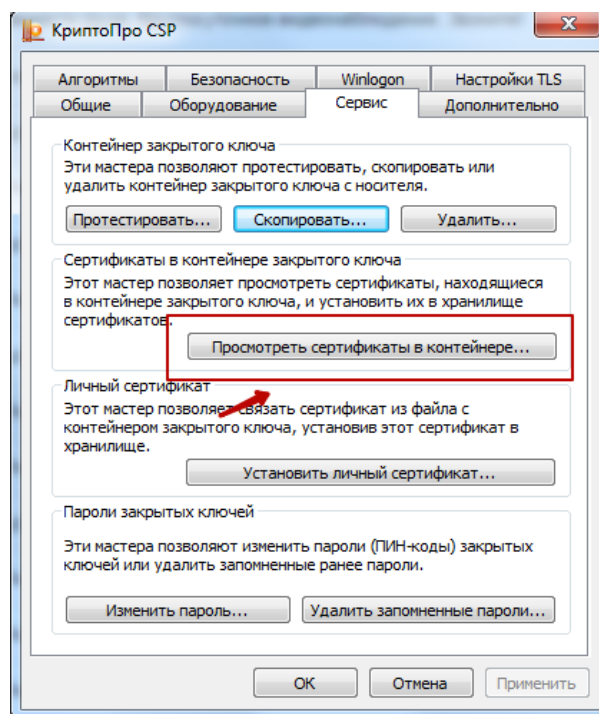 КриптоПро CSP
Алгоритмы Безопасность Winlogon Настройки TLS
Общие Оборудование Сервис Дополнительно
Контейнер закрытого ключа
Эти мастера позволяют протестировать, скопировать или
удалить контейнер закрытого ключа с носителя.
Протестировать... Скопировать... Удалить...
Сертификаты в контейнере закрытого ключа
Этот мастер позволяет просмотреть сертификаты, находящиеся
в контейнере закрытого ключа, и установить их в хранилище
сертификатов.
Просмотреть сертификаты в контейнере...
Личный сертификат
Этот мастер позволяет связать сертификат из файла с
контейнером закрытого ключа, установив этот сертификат в
хранилище.
Установить личный сертификат...
Пароли закрытых ключей
Эти мастера позволяют изменить пароли (ПИН-коды) закрытых
ключей или удалить запомненные ранее пароли.
Изменить пароль... Удалить запомненные пароли...
ОК Отмена Применить